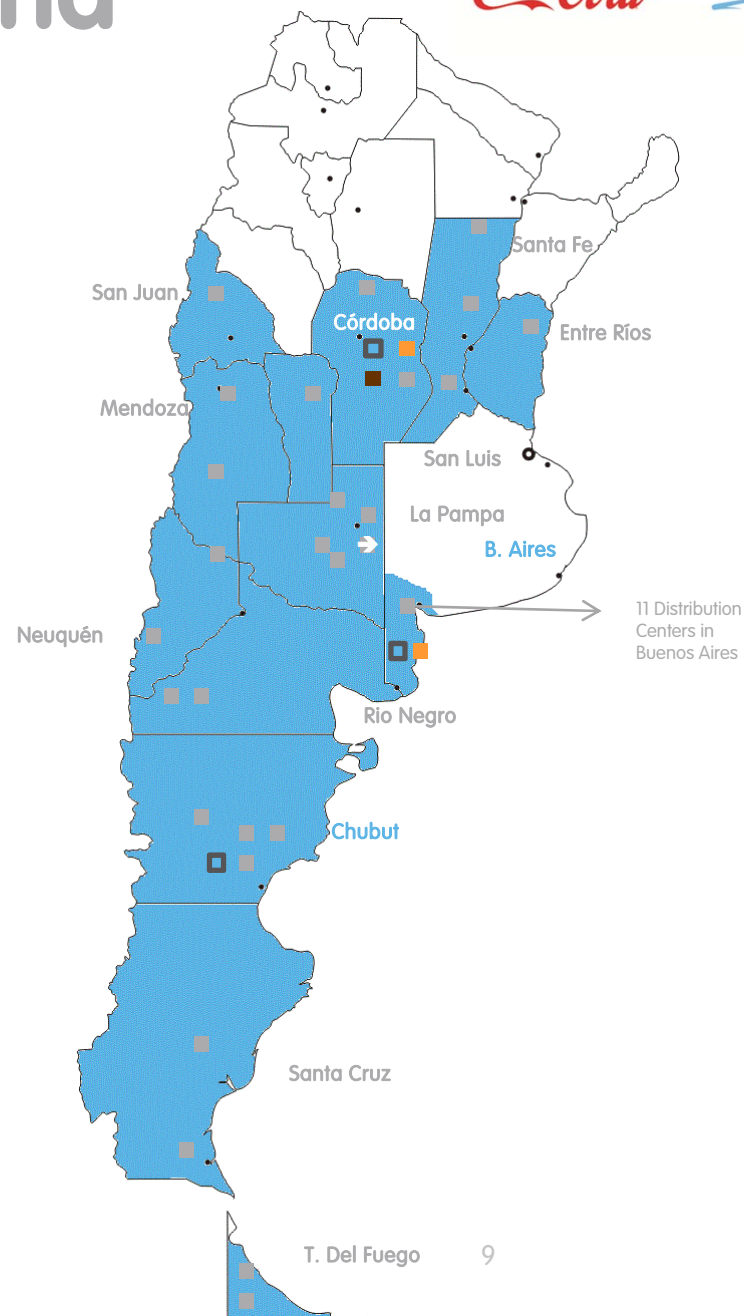 Santa Fe
San Juan
Córdoba
Entre Ríos
Mendoza
San Luis
La Pampa
B. Aires
11 Distribution
Centers in
Buenos Aires
Neuquén
Rio Negro
Chubut
Santa Cruz
T. Del Fuego
9